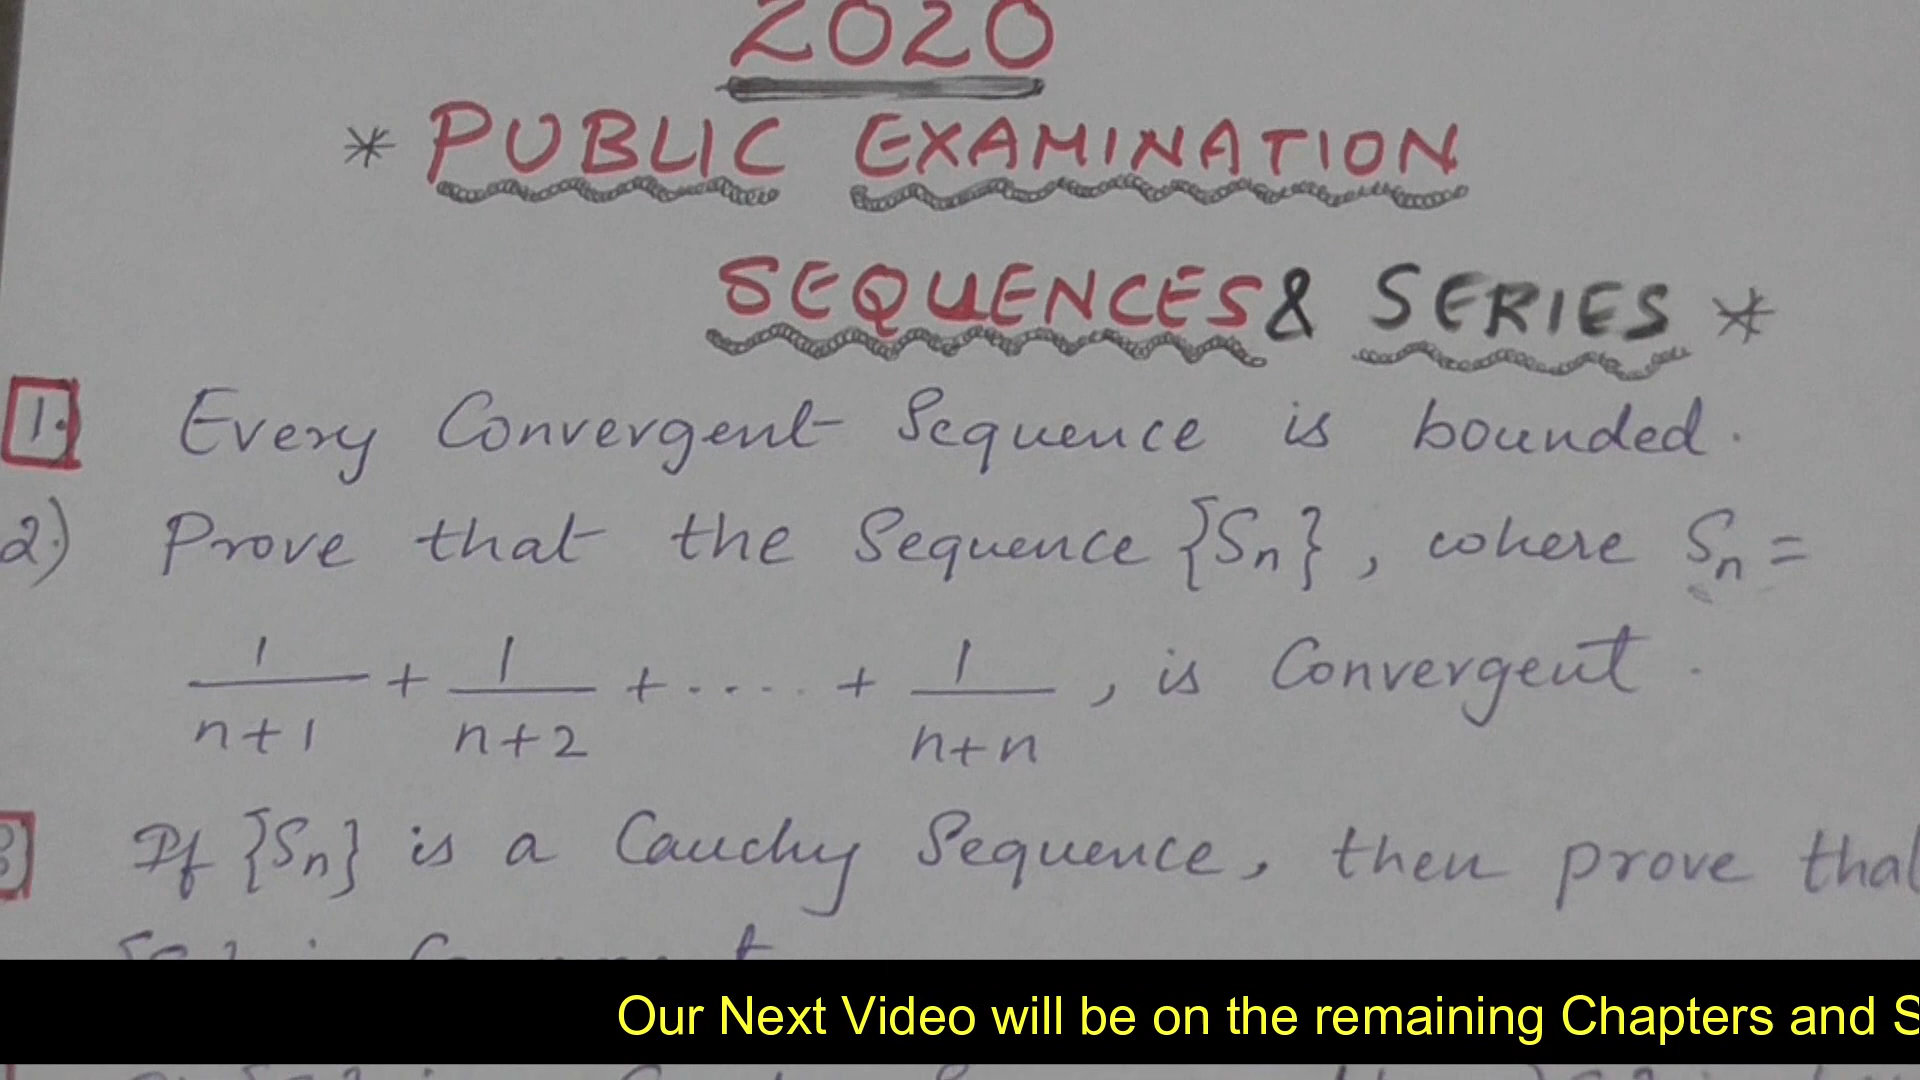 2020
* PUBLIC EXAMINATION
SEQUENCES & SERIES *
1. Every Convergent Sequence is bounded.
2) Prove that the Sequence {Sn}, where Sn =
1/n+1 + 1/n+2 + ..... + 1/n+n, is Convergent.
3) If {Sn} is a Cauchy Sequence, then prove that
Our Next Video will be on the remaining Chapters and S